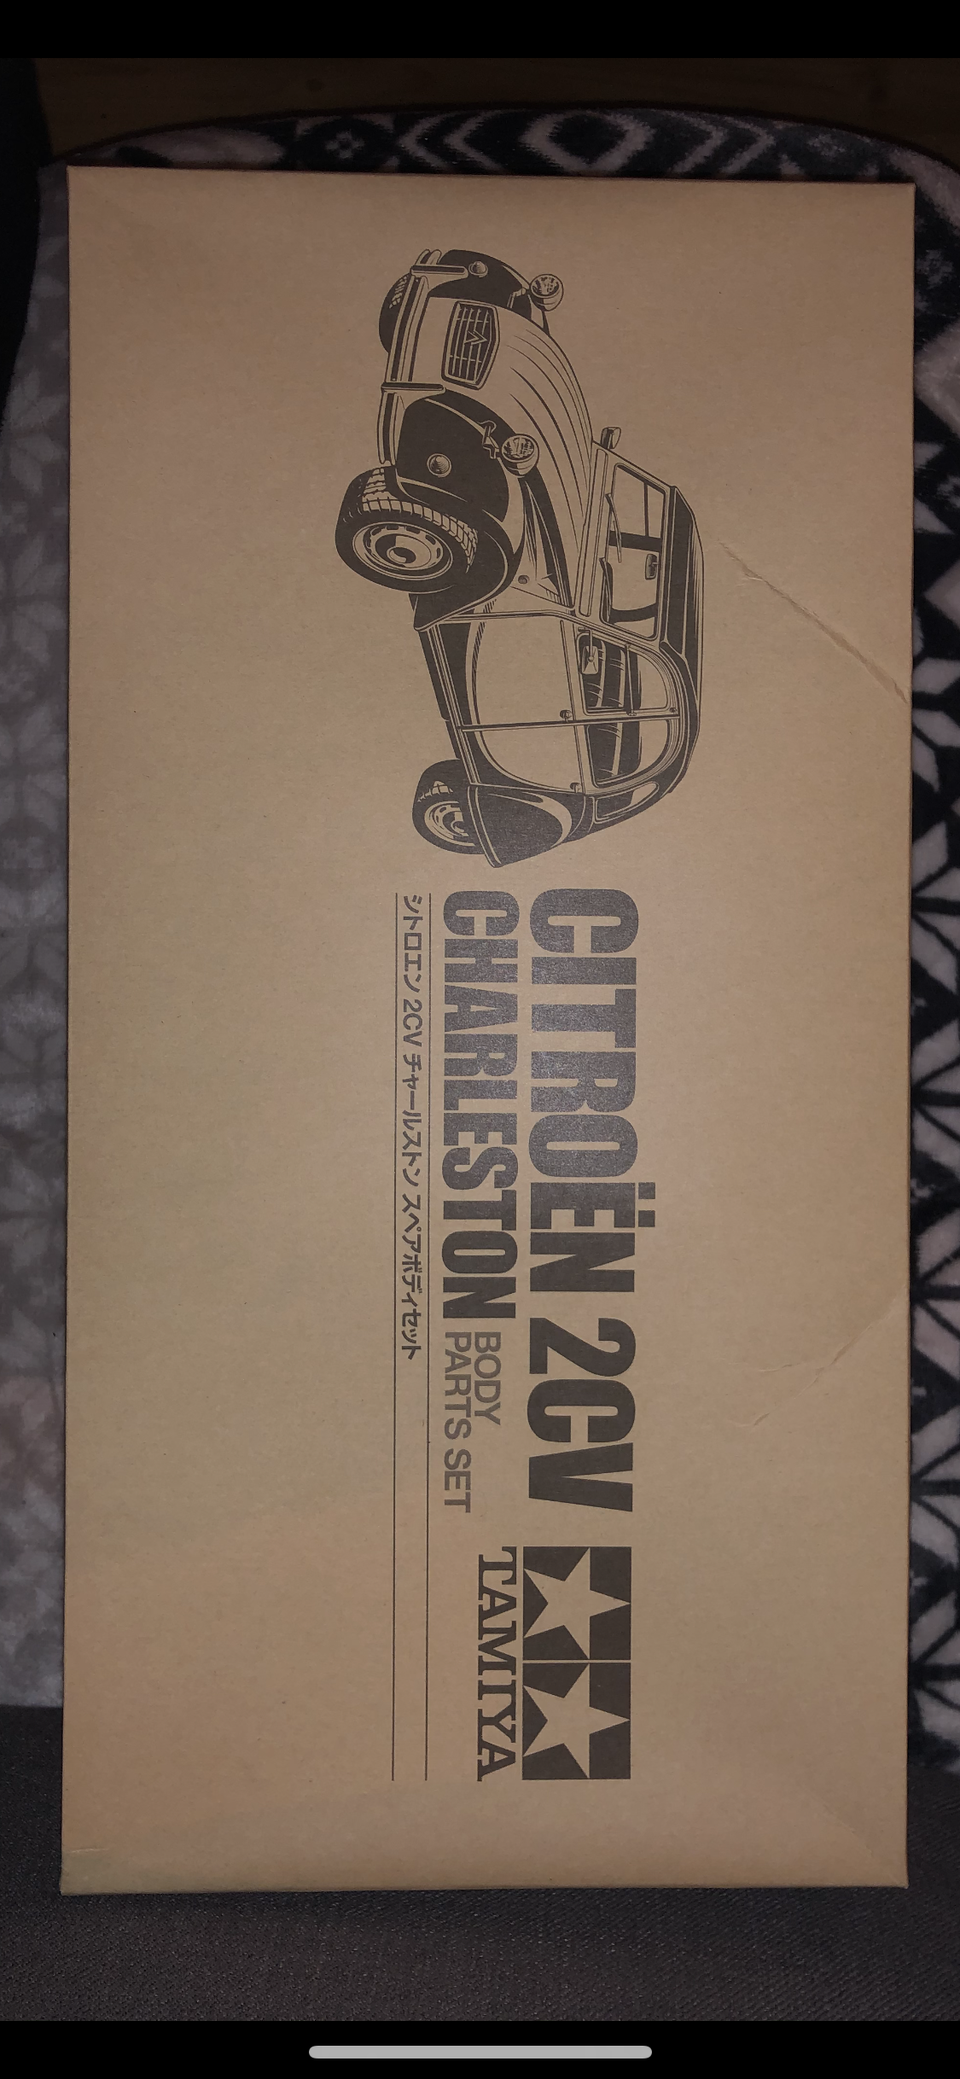 CITROËN 2CV
CHARLESTON
BODY
PARTS SET
シトロエン 2CV チャールストン スペアボディセット
TAMIYA